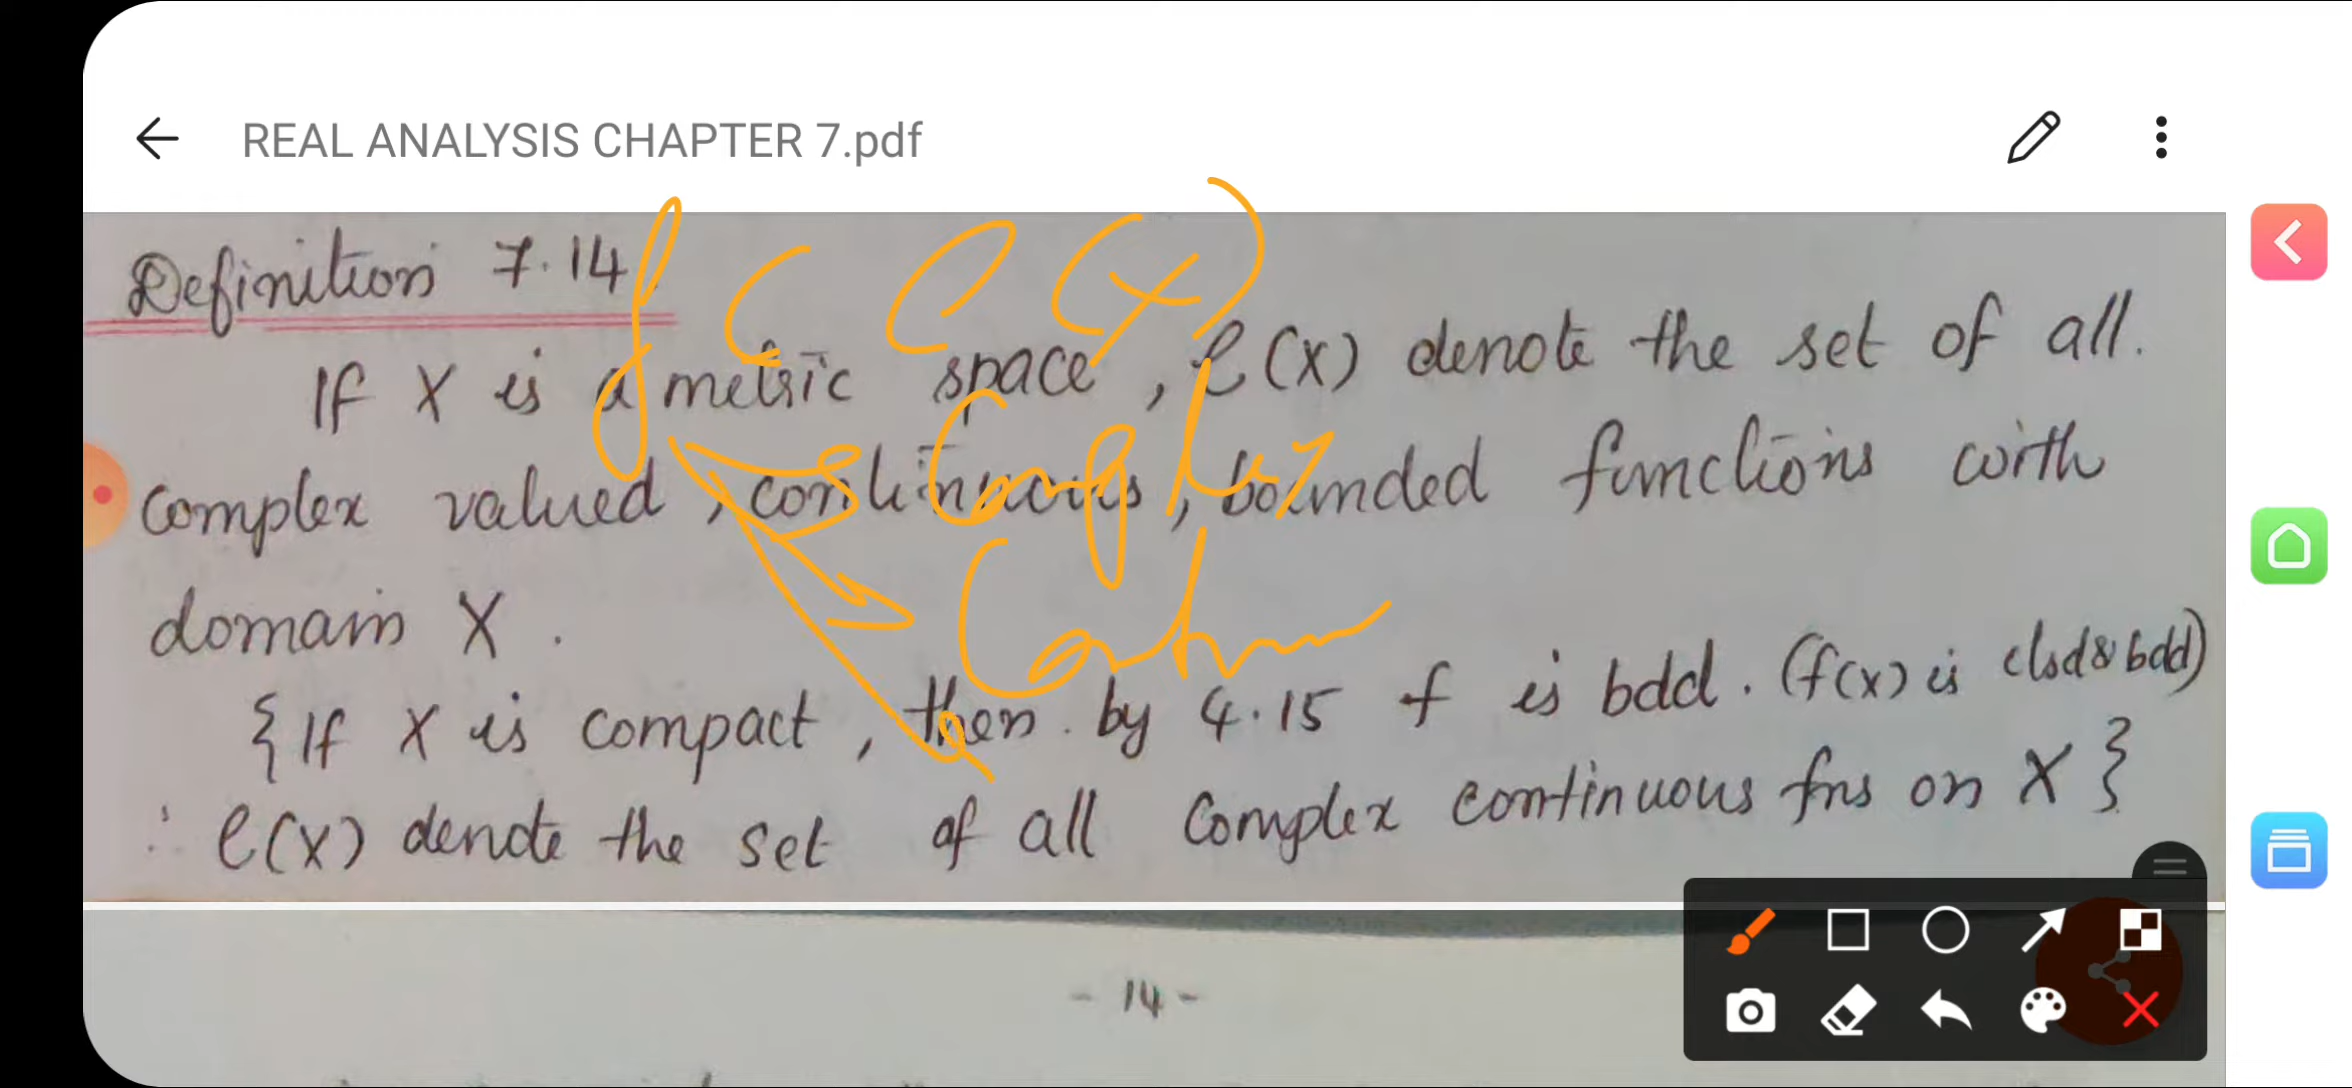 REAL ANALYSIS CHAPTER 7.pdf
Definition 7.14
f ∈ C (X)
If X is a metric space, C(X) denote the set of all.
Complex valued, continuous, bounded functions with
Complex
domain X.
{If X is compact, then by 4.15 f is bdd. (f(x) is clsd & bdd)
∴ C(X) denote the set of all Complex continuous fns on X}
- 14 -